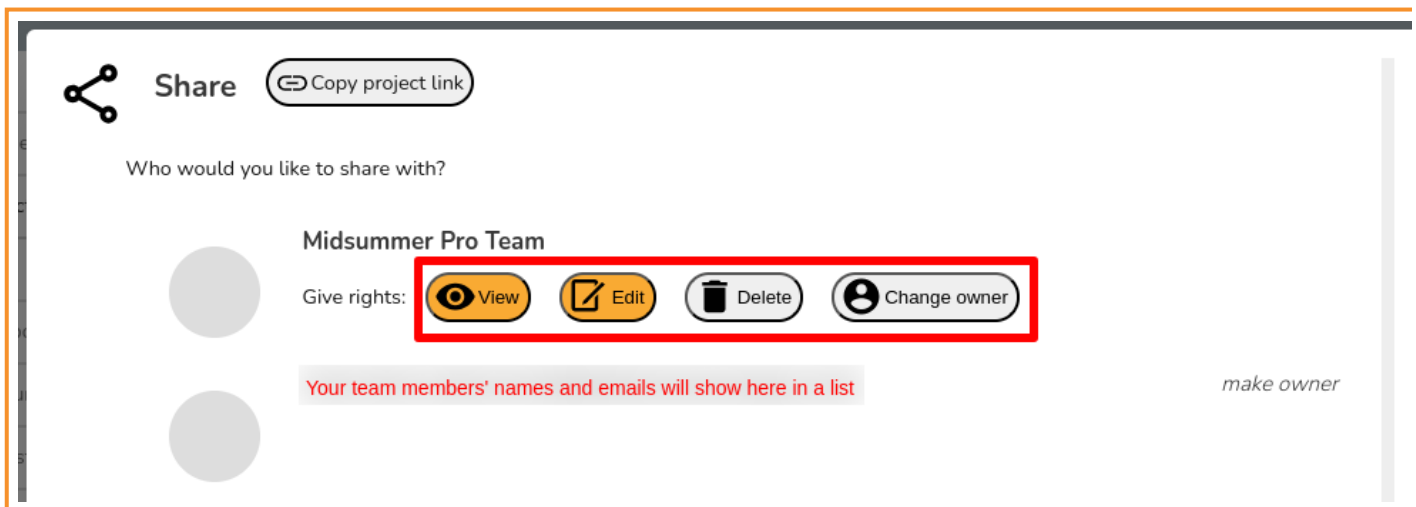 Share Copy project link
Who would you like to share with?
Midsummer Pro Team
Give rights: View Edit Delete Change owner
Your team members' names and emails will show here in a list make owner